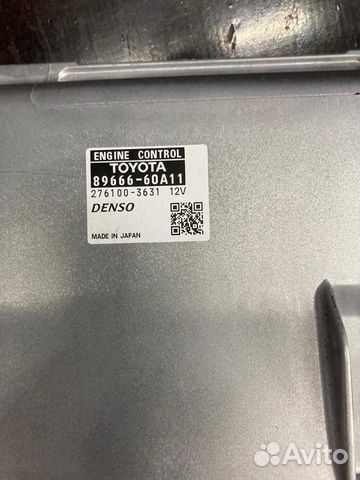 ENGINE CONTROL
TOYOTA
89666-60A11
276100-3631 12V
DENSO
MADE IN JAPAN
Avito